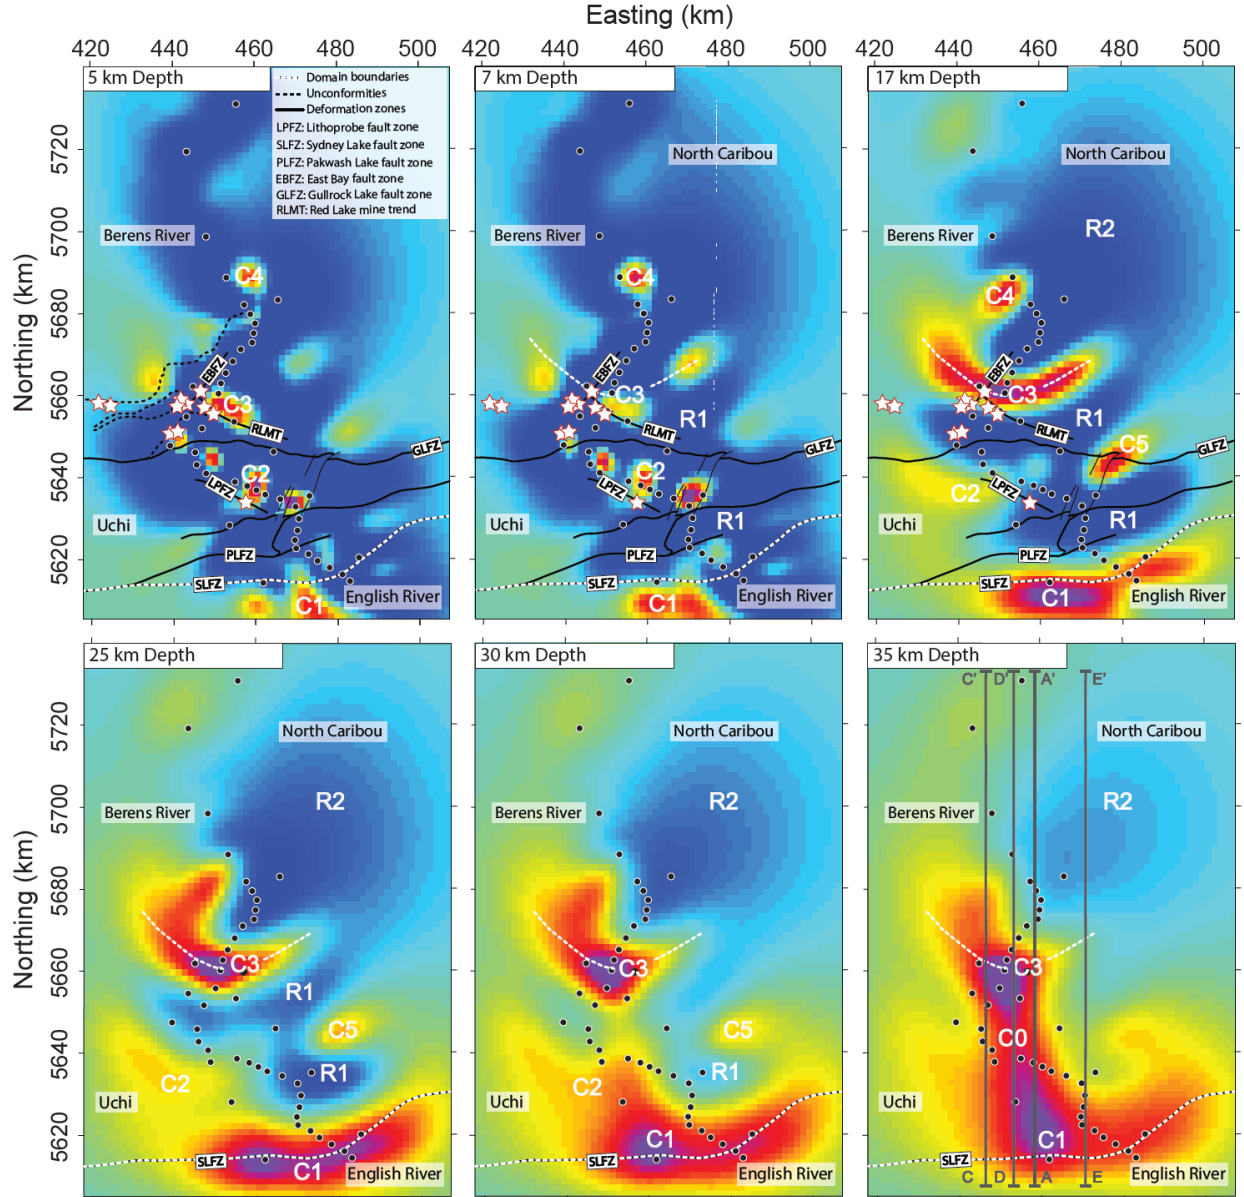 Easting (km)
420 440 460 480 500
420 440 460 480 500
420 440 460 480 500
Northing (km)
5720
5700
5680
5660
5640
5620
5 km Depth
Domain boundaries
Unconformities
Deformation zones
LPFZ: Lithoprobe fault zone
SLFZ: Sydney Lake fault zone
PLFZ: Pakwash Lake fault zone
EBFZ: East Bay fault zone
GLFZ: Gullrock Lake fault zone
RLMT: Red Lake mine trend
Berens River
C4
EBFZ
C3
RLMT
GLFZ
C2
LPFZ
Uchi
PLFZ
SLFZ
English River
C1
7 km Depth
North Caribou
Berens River
C4
EBFZ
C3
R1
RLMT
GLFZ
C2
LPFZ
R1
Uchi
PLFZ
SLFZ
English River
C1
17 km Depth
North Caribou
R2
Berens River
C4
EBFZ
C3
R1
RLMT
C5
GLFZ
C2
LPFZ
R1
Uchi
PLFZ
SLFZ
C1
English River
Northing (km)
5720
5700
5680
5660
5640
5620
25 km Depth
North Caribou
R2
Berens River
C3
R1
C5
R1
C2
Uchi
SLFZ
C1
English River
30 km Depth
North Caribou
R2
Berens River
C3
C5
R1
C2
Uchi
C1
SLFZ
English River
35 km Depth
C' D' A' E'
North Caribou
R2
Berens River
C3
C0
Uchi
C1
SLFZ
English River
C D A E